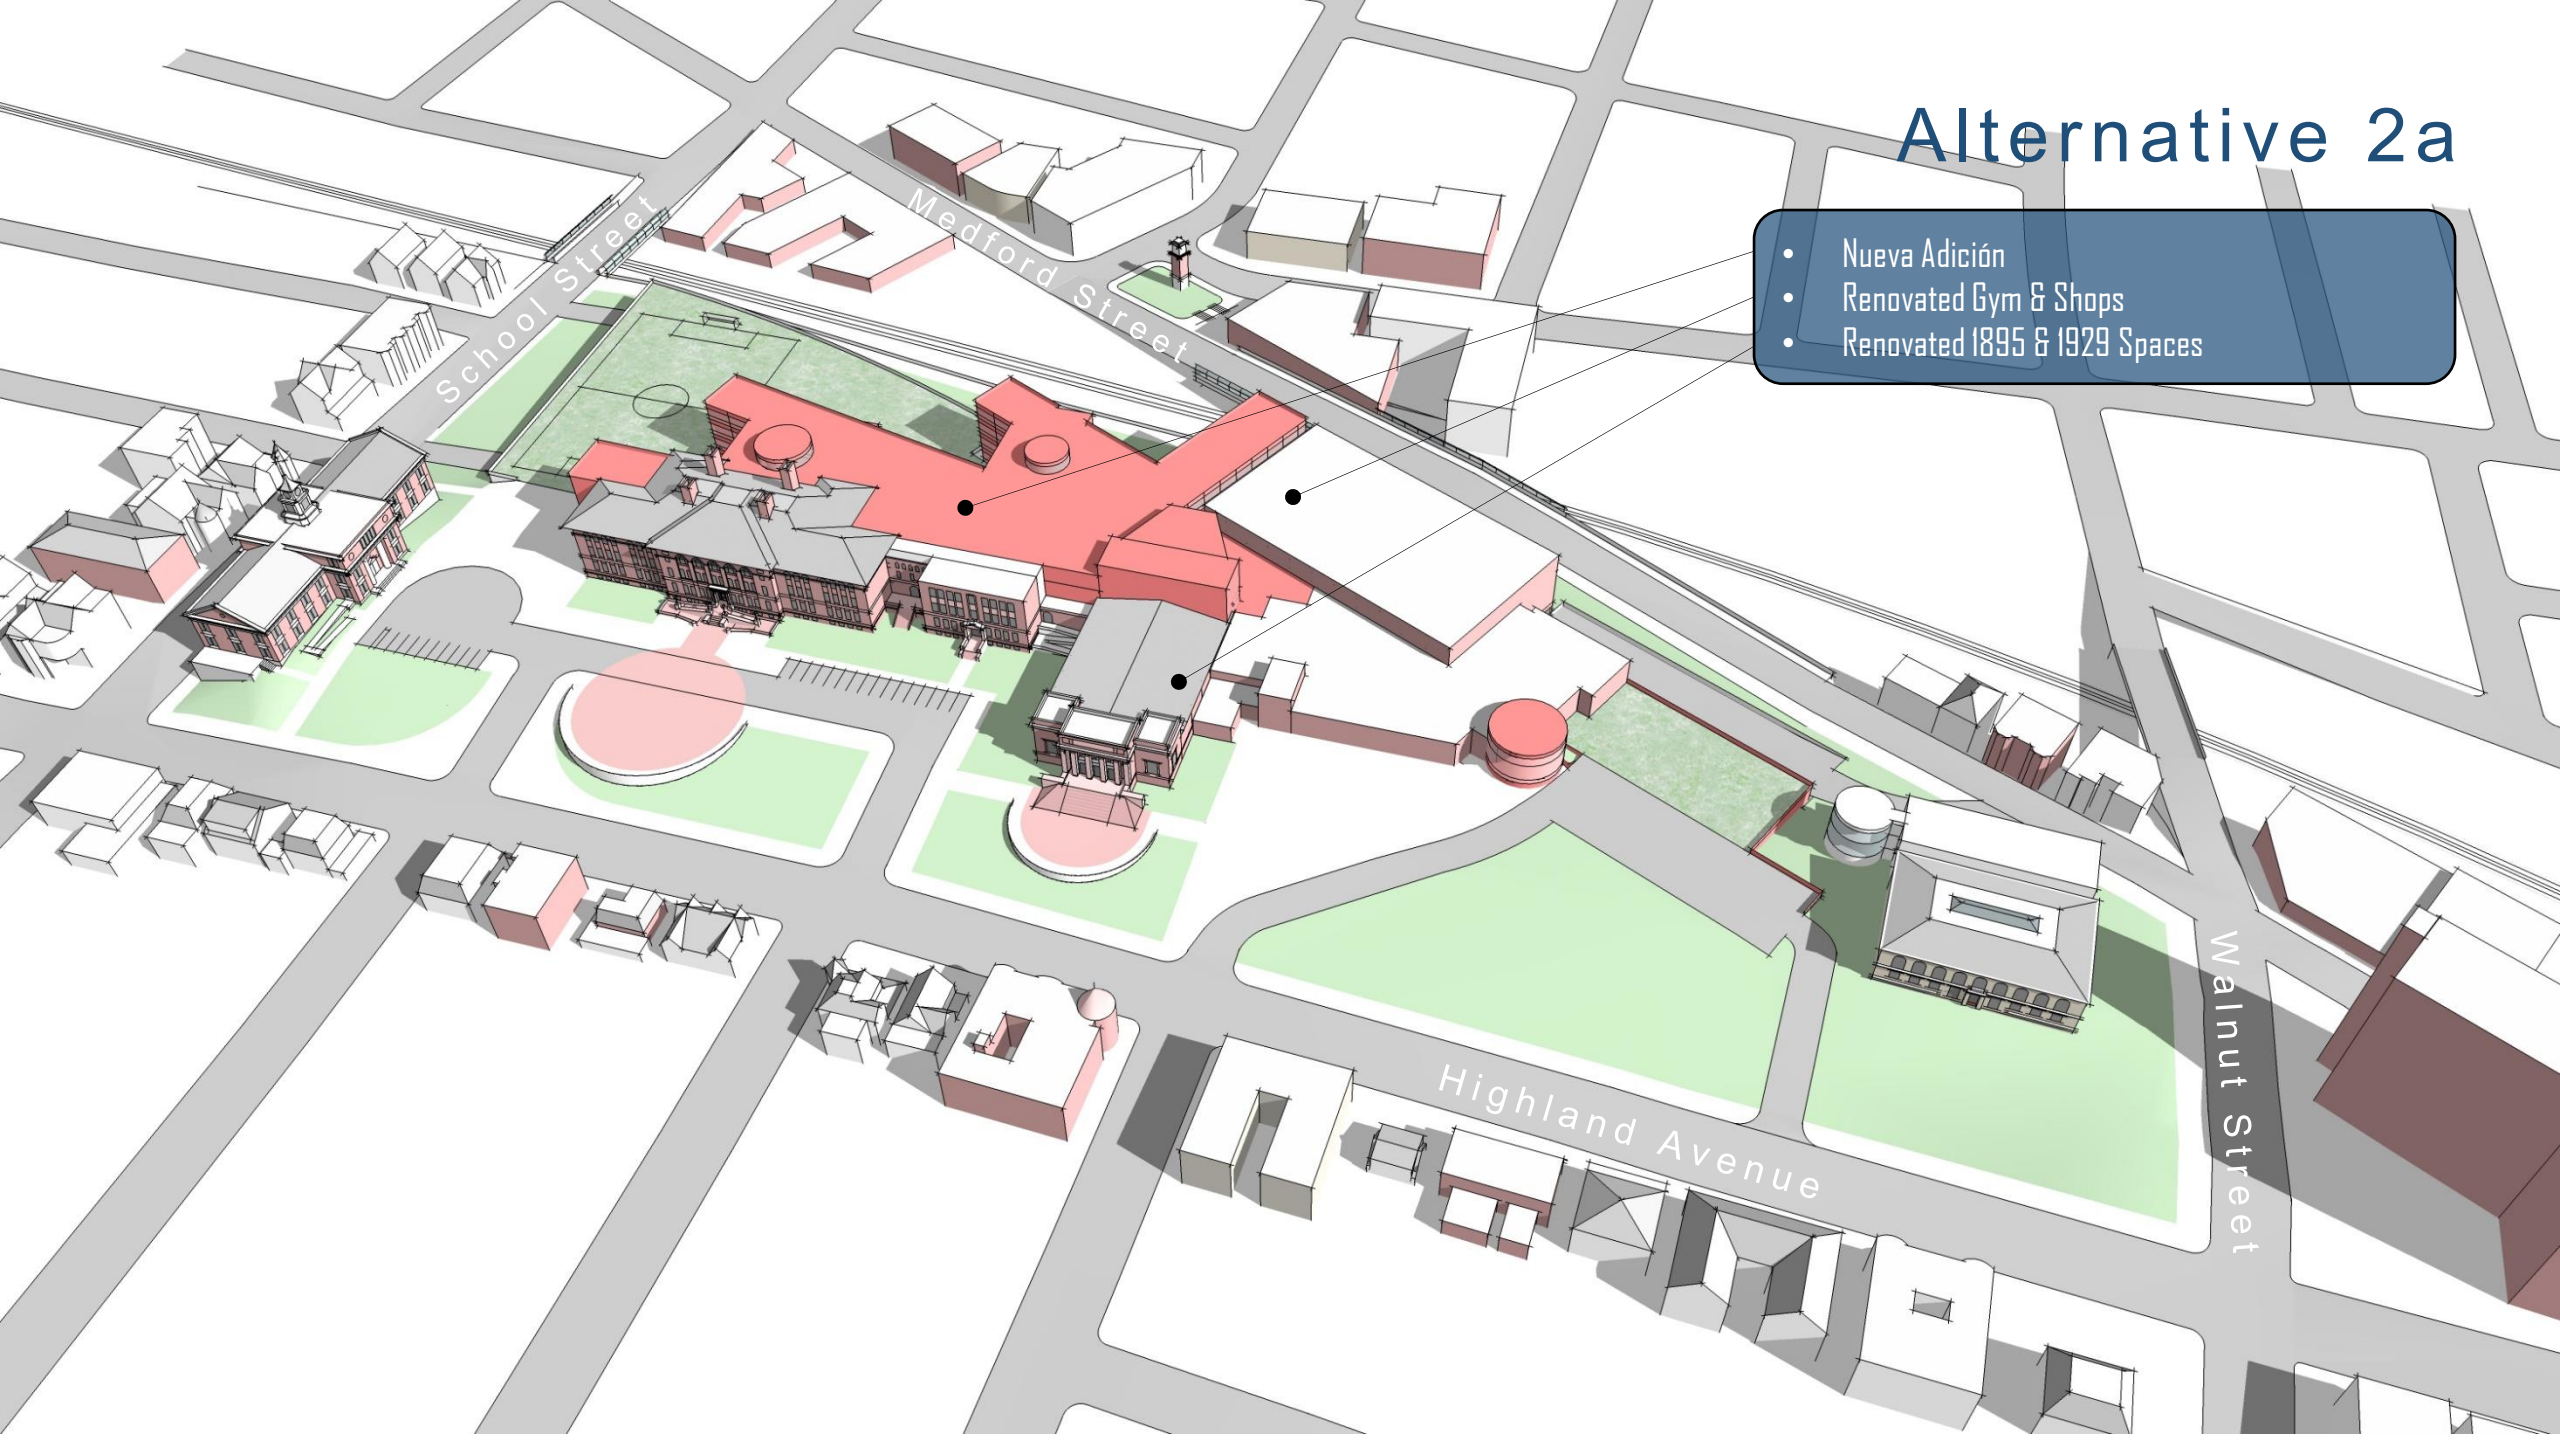 Alternative 2a
• Nueva Adición
• Renovated Gym & Shops
• Renovated 1895 & 1929 Spaces
School Street
Medford Street
Highland Avenue
Walnut Street